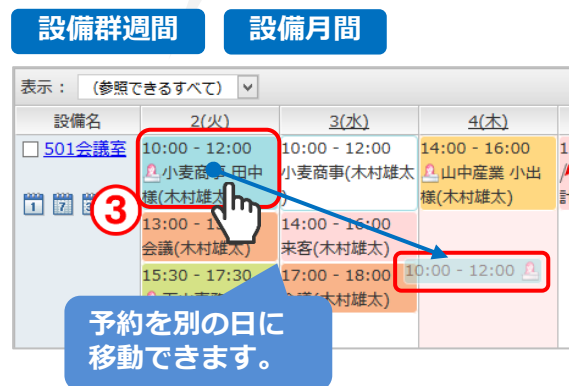 設備群週間 設備月間
表示： (参照できるすべて)
設備名 2(火) 3(水) 4(木)
501会議室 10:00 - 12:00 10:00 - 12:00 14:00 - 16:00
小麦商事 田中 小麦商事(木村雄太 山中産業 小出
様(木村雄太) ) 様(木村雄太)
1 7
③
13:00 - 14:00 - 16:00
会議(木村雄太) 来客(木村雄太)
15:30 - 17:30 17:00 - 18:00 10:00 - 12:00
(木村雄太)
予約を別の日に
移動できます。